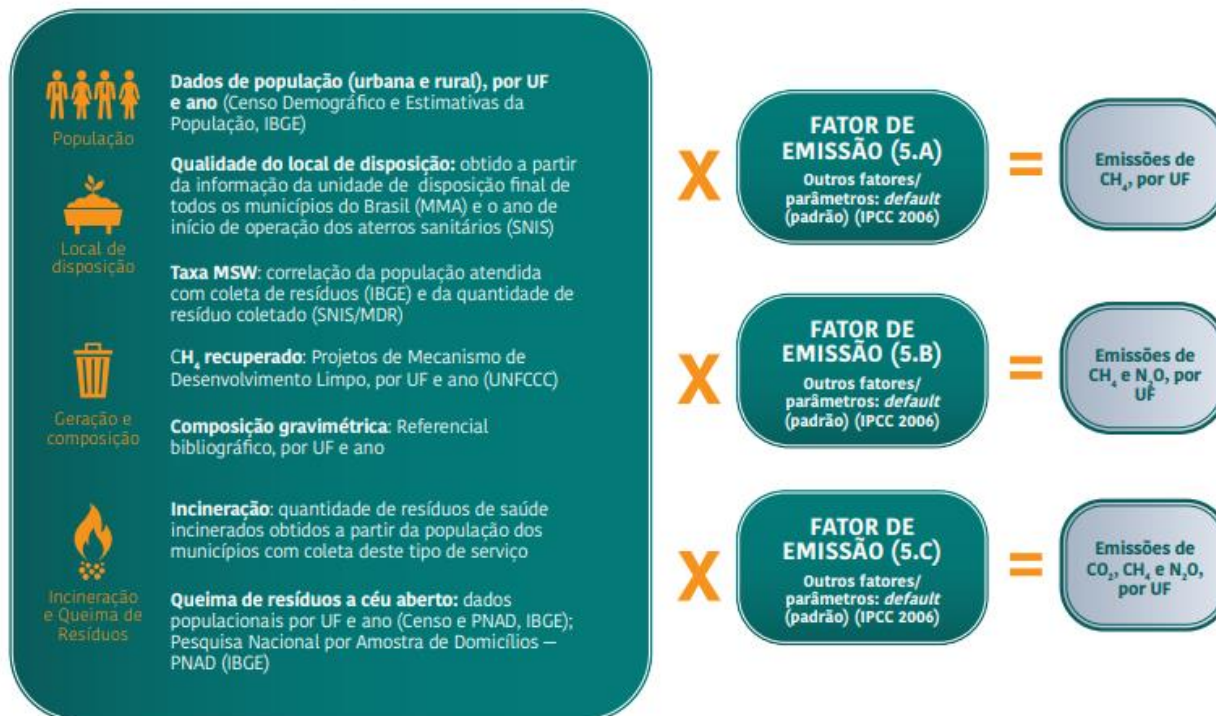 População
Dados de população (urbana e rural), por UF
e ano (Censo Demográfico e Estimativas da
População, IBGE)
Local de
disposição
Qualidade do local de disposição: obtido a partir
da informação da unidade de disposição final de
todos os municípios do Brasil (MMA) e o ano de
início de operação dos aterros sanitários (SNIS)
Taxa MSW: correlação da população atendida
com coleta de resíduos (IBGE) e da quantidade de
resíduo coletado (SNIS/MDR)
Geração e
composição
CH₄ recuperado: Projetos de Mecanismo de
Desenvolvimento Limpo, por UF e ano (UNFCCC)
Composição gravimétrica: Referencial
bibliográfico, por UF e ano
Incineração
e Queima de
Resíduos
Incineração: quantidade de resíduos de saúde
incinerados obtidos a partir da população dos
municípios com coleta deste tipo de serviço
Queima de resíduos a céu aberto: dados
populacionais por UF e ano (Censo e PNAD, IBGE);
Pesquisa Nacional por Amostra de Domicílios —
PNAD (IBGE)
X
FATOR DE
EMISSÃO (5.A)
Outros fatores/
parâmetros: default
(padrão) (IPCC 2006)
=
Emissões de
CH₄, por UF
X
FATOR DE
EMISSÃO (5.B)
Outros fatores/
parâmetros: default
(padrão) (IPCC 2006)
=
Emissões de
CH₄ e N₂O, por
UF
X
FATOR DE
EMISSÃO (5.C)
Outros fatores/
parâmetros: default
(padrão) (IPCC 2006)
=
Emissões de
CO₂, CH₄ e N₂O,
por UF